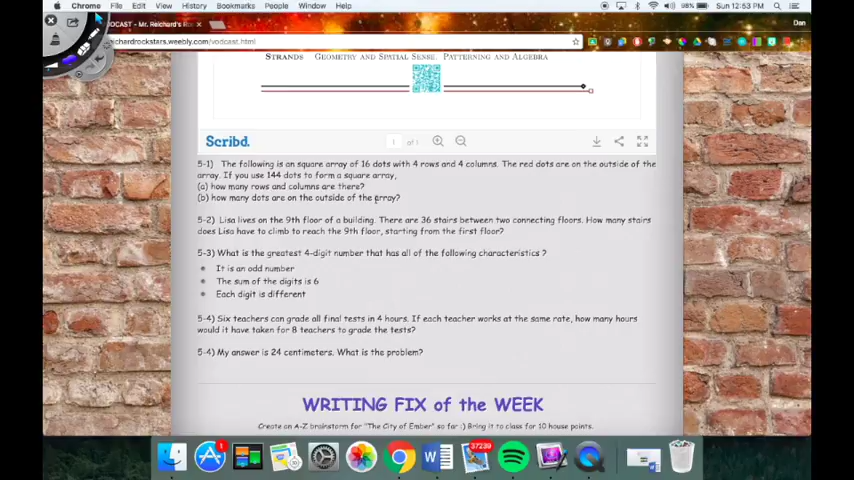 Chrome File Edit View History Bookmarks People Window Help
98% Sun 12:53 PM
DCAST - Mr. Reichard's Ro
Dan
ichardrockstars.weebly.com/vodcast.html
STRANDS GEOMETRY AND SPATIAL SENSE, PATTERNING AND ALGEBRA
Scribd.
1 of 1
5-1) The following is an square array of 16 dots with 4 rows and 4 columns. The red dots are on the outside of the
array. If you use 144 dots to form a square array,
(a) how many rows and columns are there?
(b) how many dots are on the outside of the array?
5-2) Lisa lives on the 9th floor of a building. There are 36 stairs between two connecting floors. How many stairs
does Lisa have to climb to reach the 9th floor, starting from the first floor?
5-3) What is the greatest 4-digit number that has all of the following characteristics ?
It is an odd number
The sum of the digits is 6
Each digit is different
5-4) Six teachers can grade all final tests in 4 hours. If each teacher works at the same rate, how many hours
would it have taken for 8 teachers to grade the tests?
5-4) My answer is 24 centimeters. What is the problem?
WRITING FIX of the WEEK
Create an A-Z brainstorm for "The City of Ember" so far :) Bring it to class for 10 house points.
1
37239